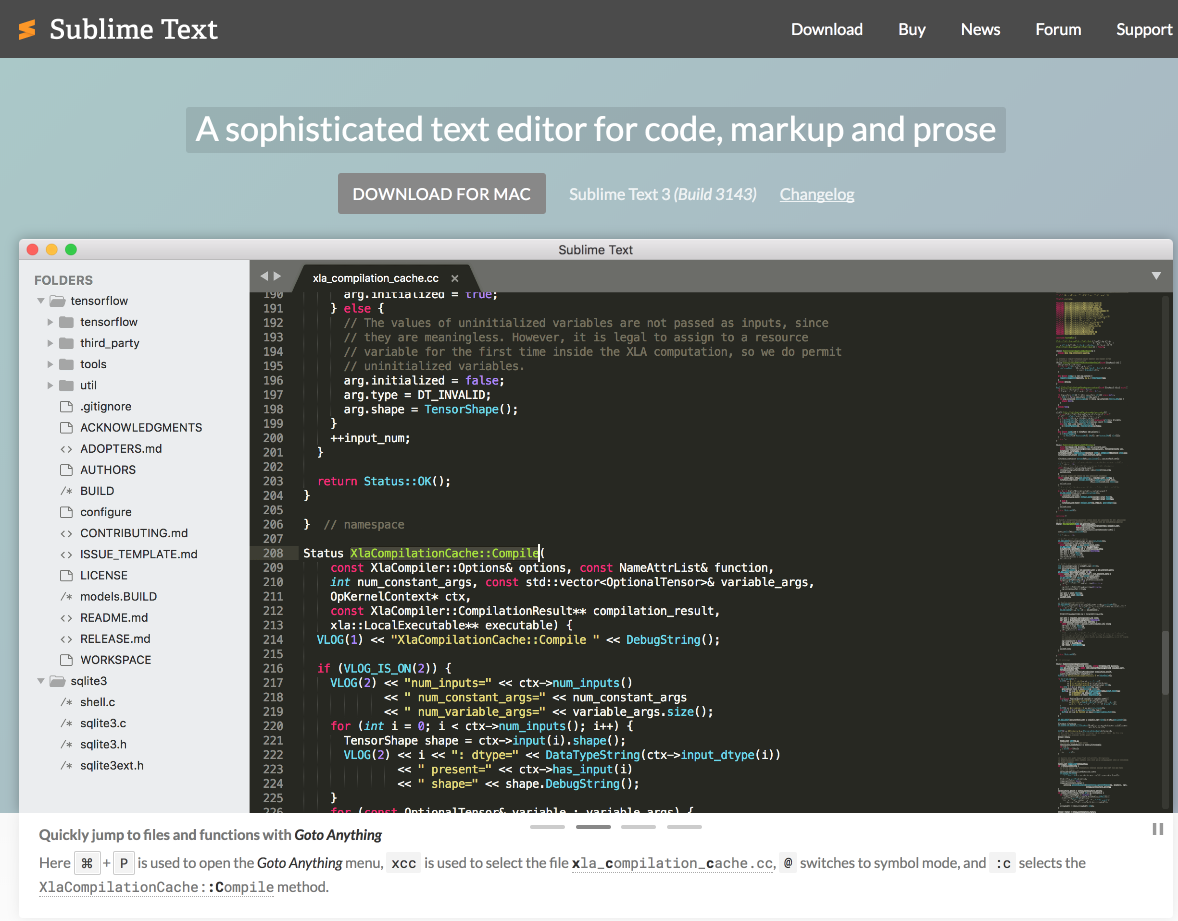 Sublime Text
Download Buy News Forum Support
A sophisticated text editor for code, markup and prose
DOWNLOAD FOR MAC Sublime Text 3 (Build 3143) Changelog
Sublime Text
FOLDERS
tensorflow
tensorflow
third_party
tools
util
.gitignore
ACKNOWLEDGMENTS
<> ADOPTERS.md
AUTHORS
/* BUILD
configure
<> CONTRIBUTING.md
<> ISSUE_TEMPLATE.md
LICENSE
/* models.BUILD
<> README.md
<> RELEASE.md
WORKSPACE
sqlite3
/* shell.c
/* sqlite3.c
/* sqlite3.h
/* sqlite3ext.h
xla_compilation_cache.cc ×
190 arg.initialized = true;
191 } else {
192 // The values of uninitialized variables are not passed as inputs, since
193 // they are meaningless. However, it is legal to assign to a resource
194 // variable for the first time inside the XLA computation, so we do permit
195 // uninitialized variables.
196 arg.initialized = false;
197 arg.type = DT_INVALID;
198 arg.shape = TensorShape();
199 }
200 ++input_num;
201 }
202
203 return Status::OK();
204 }
205
206 } // namespace
207
208 Status XlaCompilationCache::Compile(
209 const XlaCompiler::Options& options, const NameAttrList& function,
210 int num_constant_args, const std::vector<OptionalTensor>& variable_args,
211 OpKernelContext* ctx,
212 const XlaCompiler::CompilationResult** compilation_result,
213 xla::LocalExecutable** executable) {
214 VLOG(1) << "XlaCompilationCache::Compile " << DebugString();
215
216 if (VLOG_IS_ON(2)) {
217 VLOG(2) << "num_inputs=" << ctx->num_inputs()
218 << " num_constant_args=" << num_constant_args
219 << " num_variable_args=" << variable_args.size();
220 for (int i = 0; i < ctx->num_inputs(); i++) {
221 TensorShape shape = ctx->input(i).shape();
222 VLOG(2) << i << ": dtype=" << DataTypeString(ctx->input_dtype(i))
223 << " present=" << ctx->has_input(i)
224 << " shape=" << shape.DebugString();
225 }
226 for (const OptionalTensor& variable : variable_args) {
Quickly jump to files and functions with Goto Anything
Here ⌘ + P is used to open the Goto Anything menu, xcc is used to select the file xla_compilation_cache.cc, @ switches to symbol mode, and :c selects the
XlaCompilationCache::Compile method.